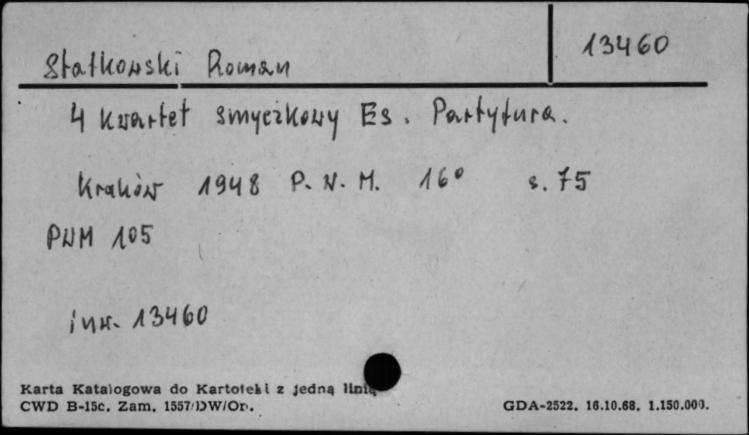 13460
Statkowski Roman
4 kwartet smyczkowy Es. Partytura.
Kraków 1948 P. W. M. 16° s. 75
PWM 105
inw. 13460
Karta Katalogowa do Kartoteki z jedną linią
CWD B-15c. Zam. 1557/DW/Op. GDA-2522. 16.10.68. 1.150.000.